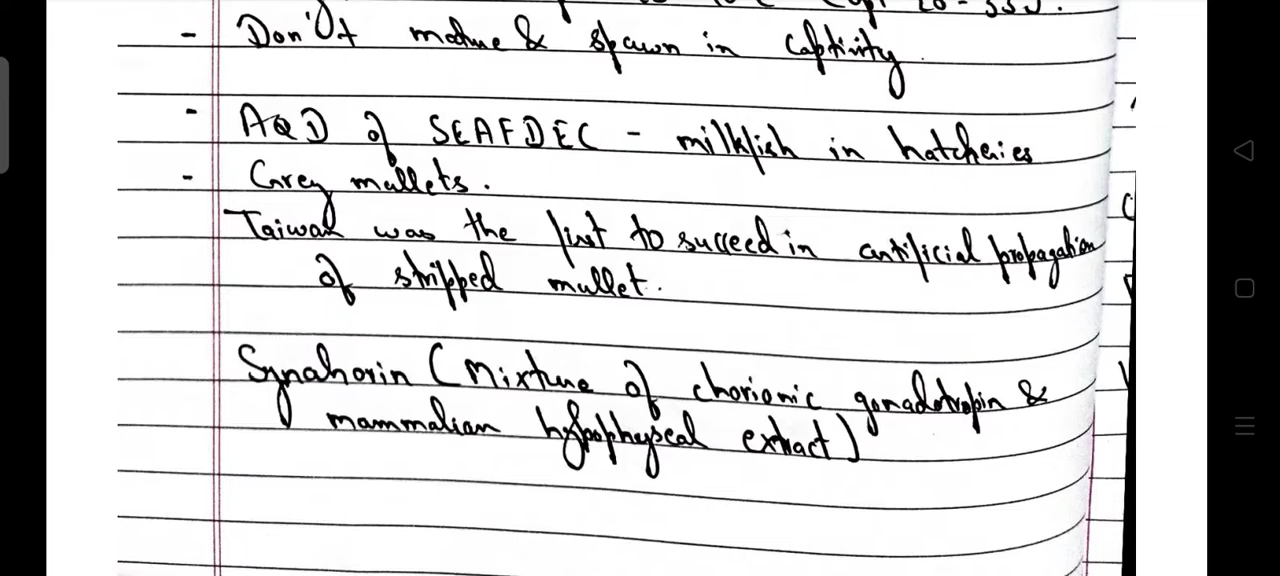 - Don't mature & spawn in captivity.
- AQD of SEAFDEC - milkfish in hatcheries
- Grey mullets.
Taiwan was the first to succeed in artificial propagation
of stripped mullet.
Synahorin (Mixture of chorionic gonadotropin &
mammalian hypophyseal extract)